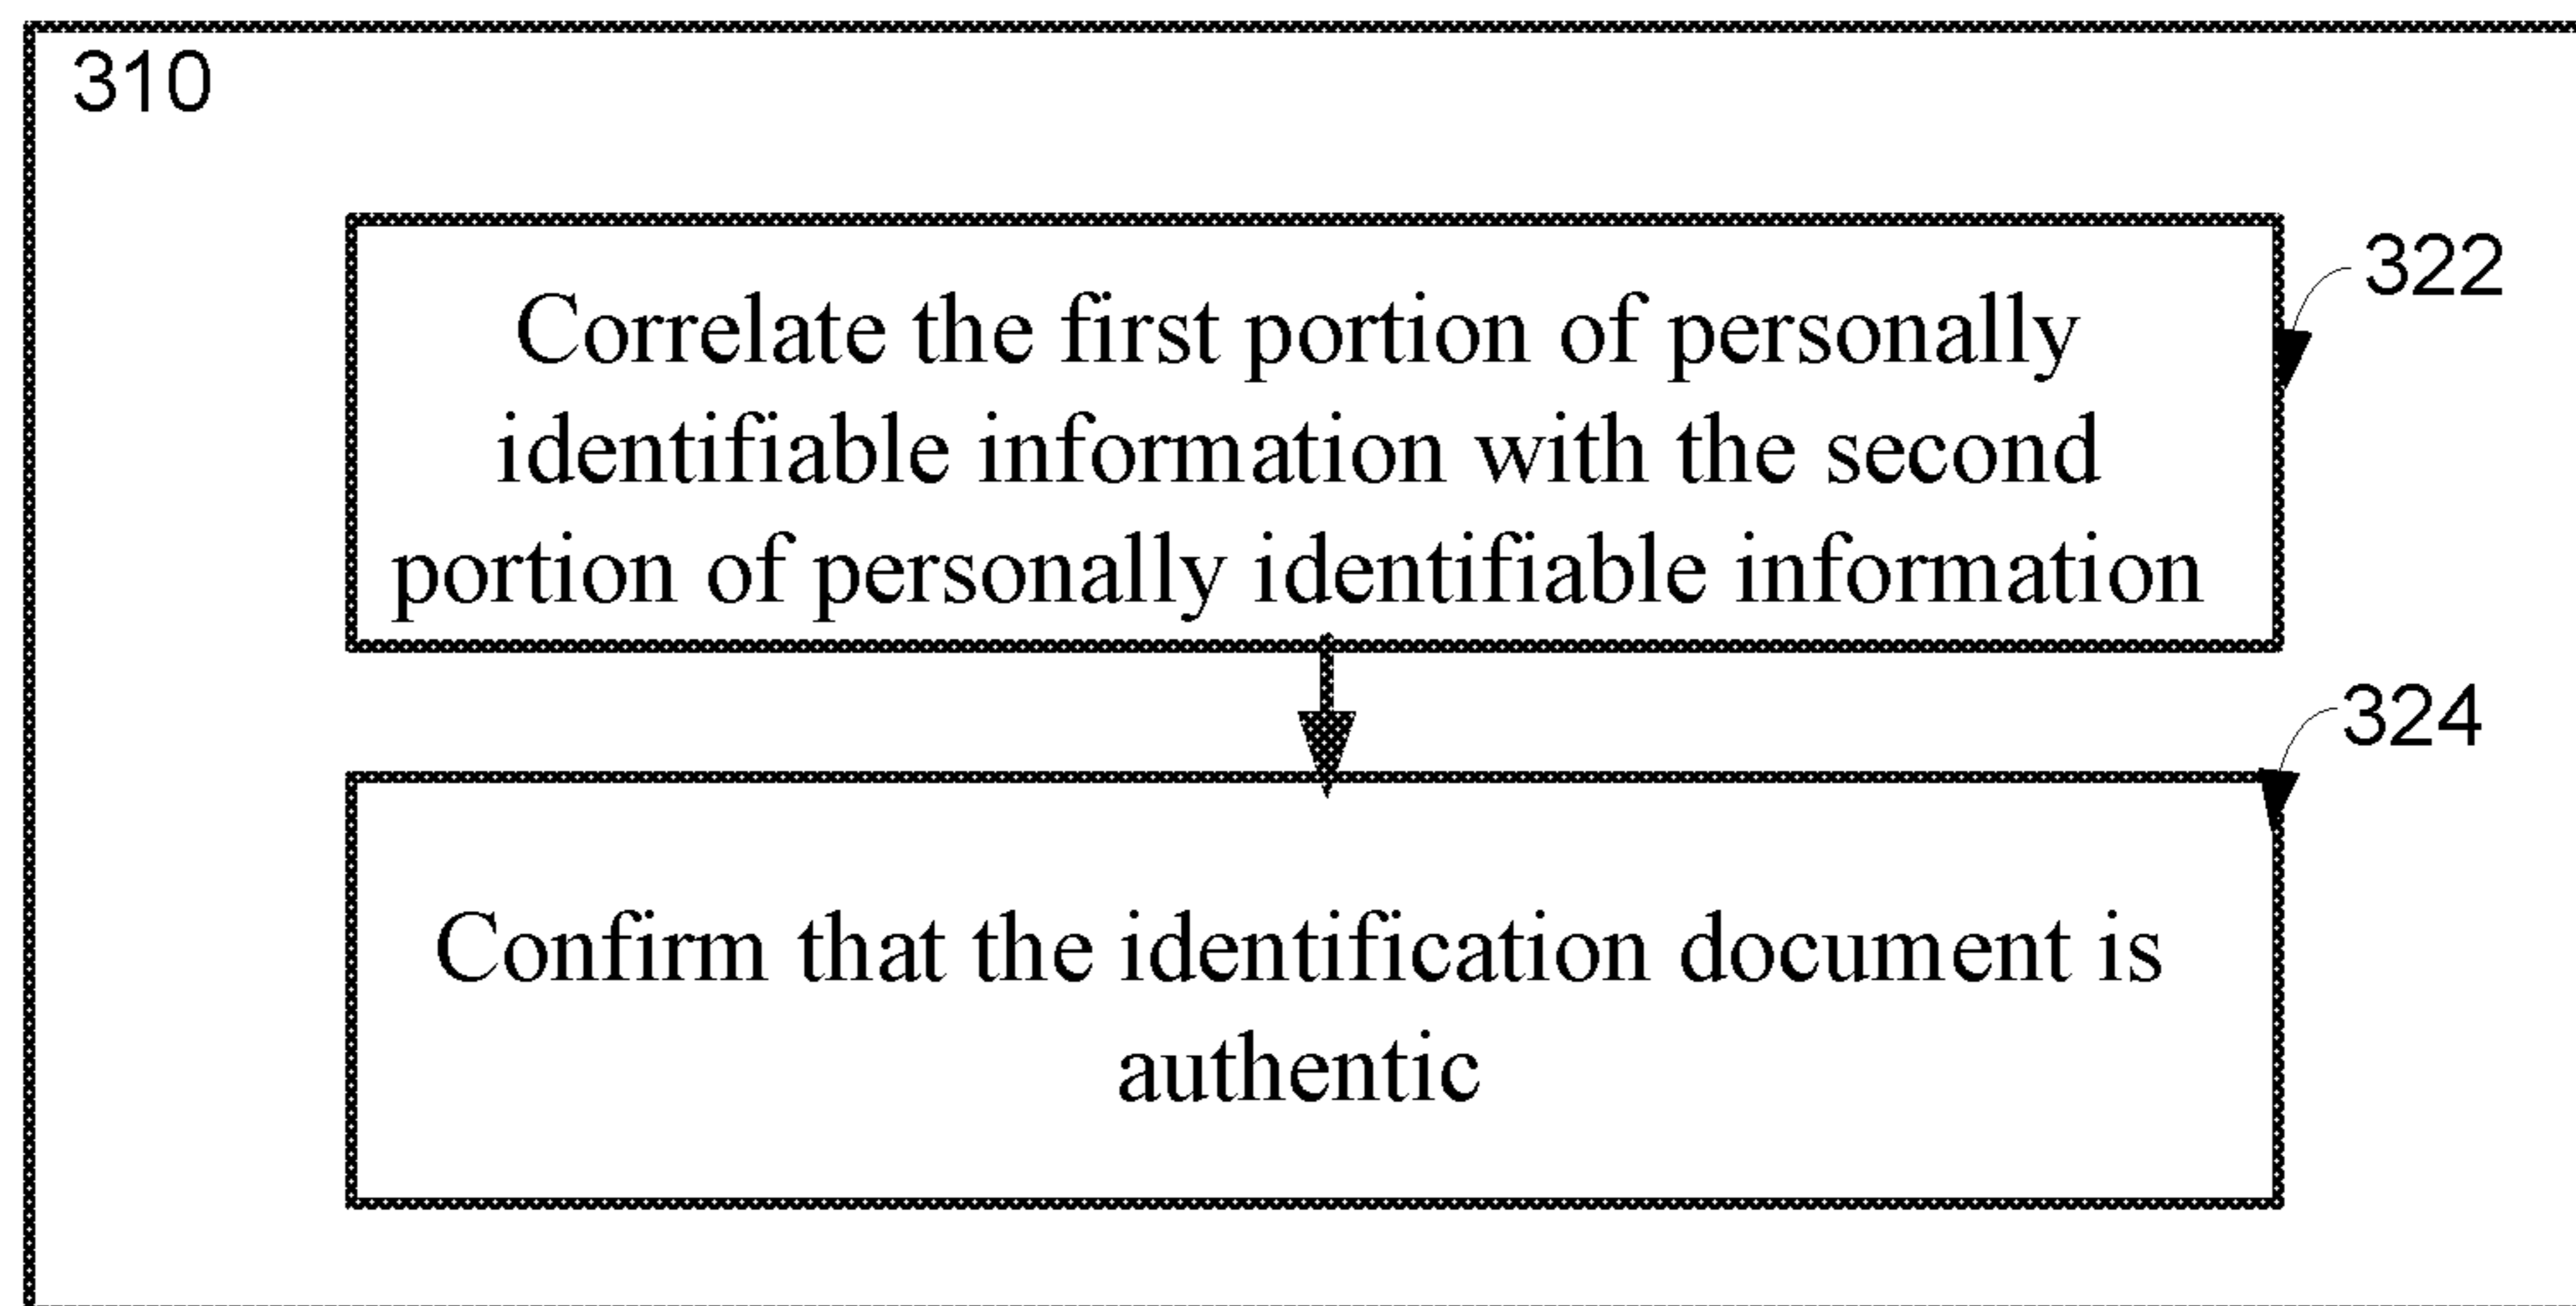 310
322
Correlate the first portion of personally
identifiable information with the second
portion of personally identifiable information
324
Confirm that the identification document is
authentic